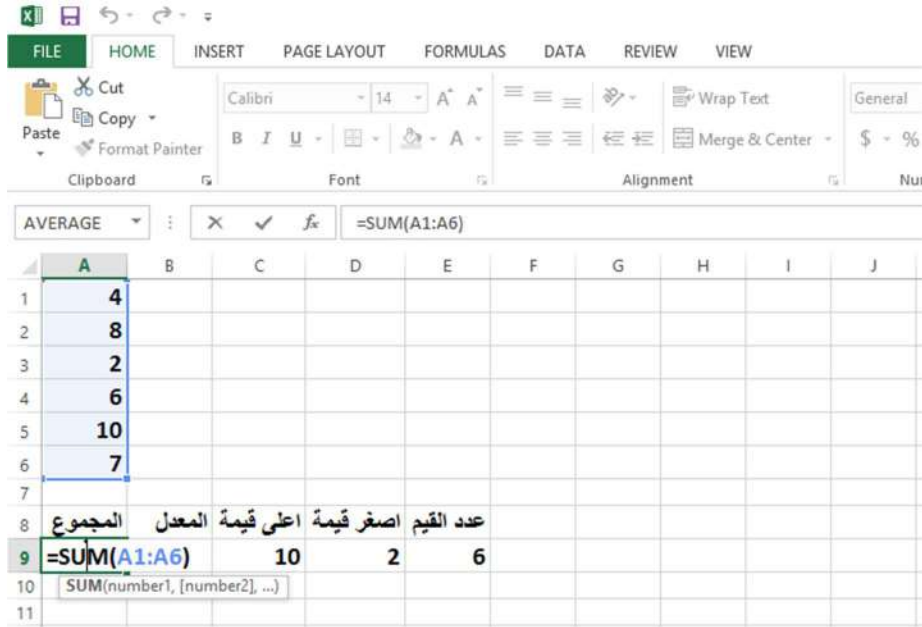 FILE HOME INSERT PAGE LAYOUT FORMULAS DATA REVIEW VIEW
Cut
Copy
Format Painter
Paste
Calibri 14 A A
B I U A
Wrap Text
Merge & Center
General
$ %
Clipboard Font Alignment Nu
AVERAGE fx =SUM(A1:A6)
A B C D E F G H I J
1 4
2 8
3 2
4 6
5 10
6 7
7
8 المجموع المعدل اعلى قيمة اصغر قيمة عدد القيم
9 =SUM(A1:A6) 10 2 6
10 SUM(number1, [number2], ...)
11